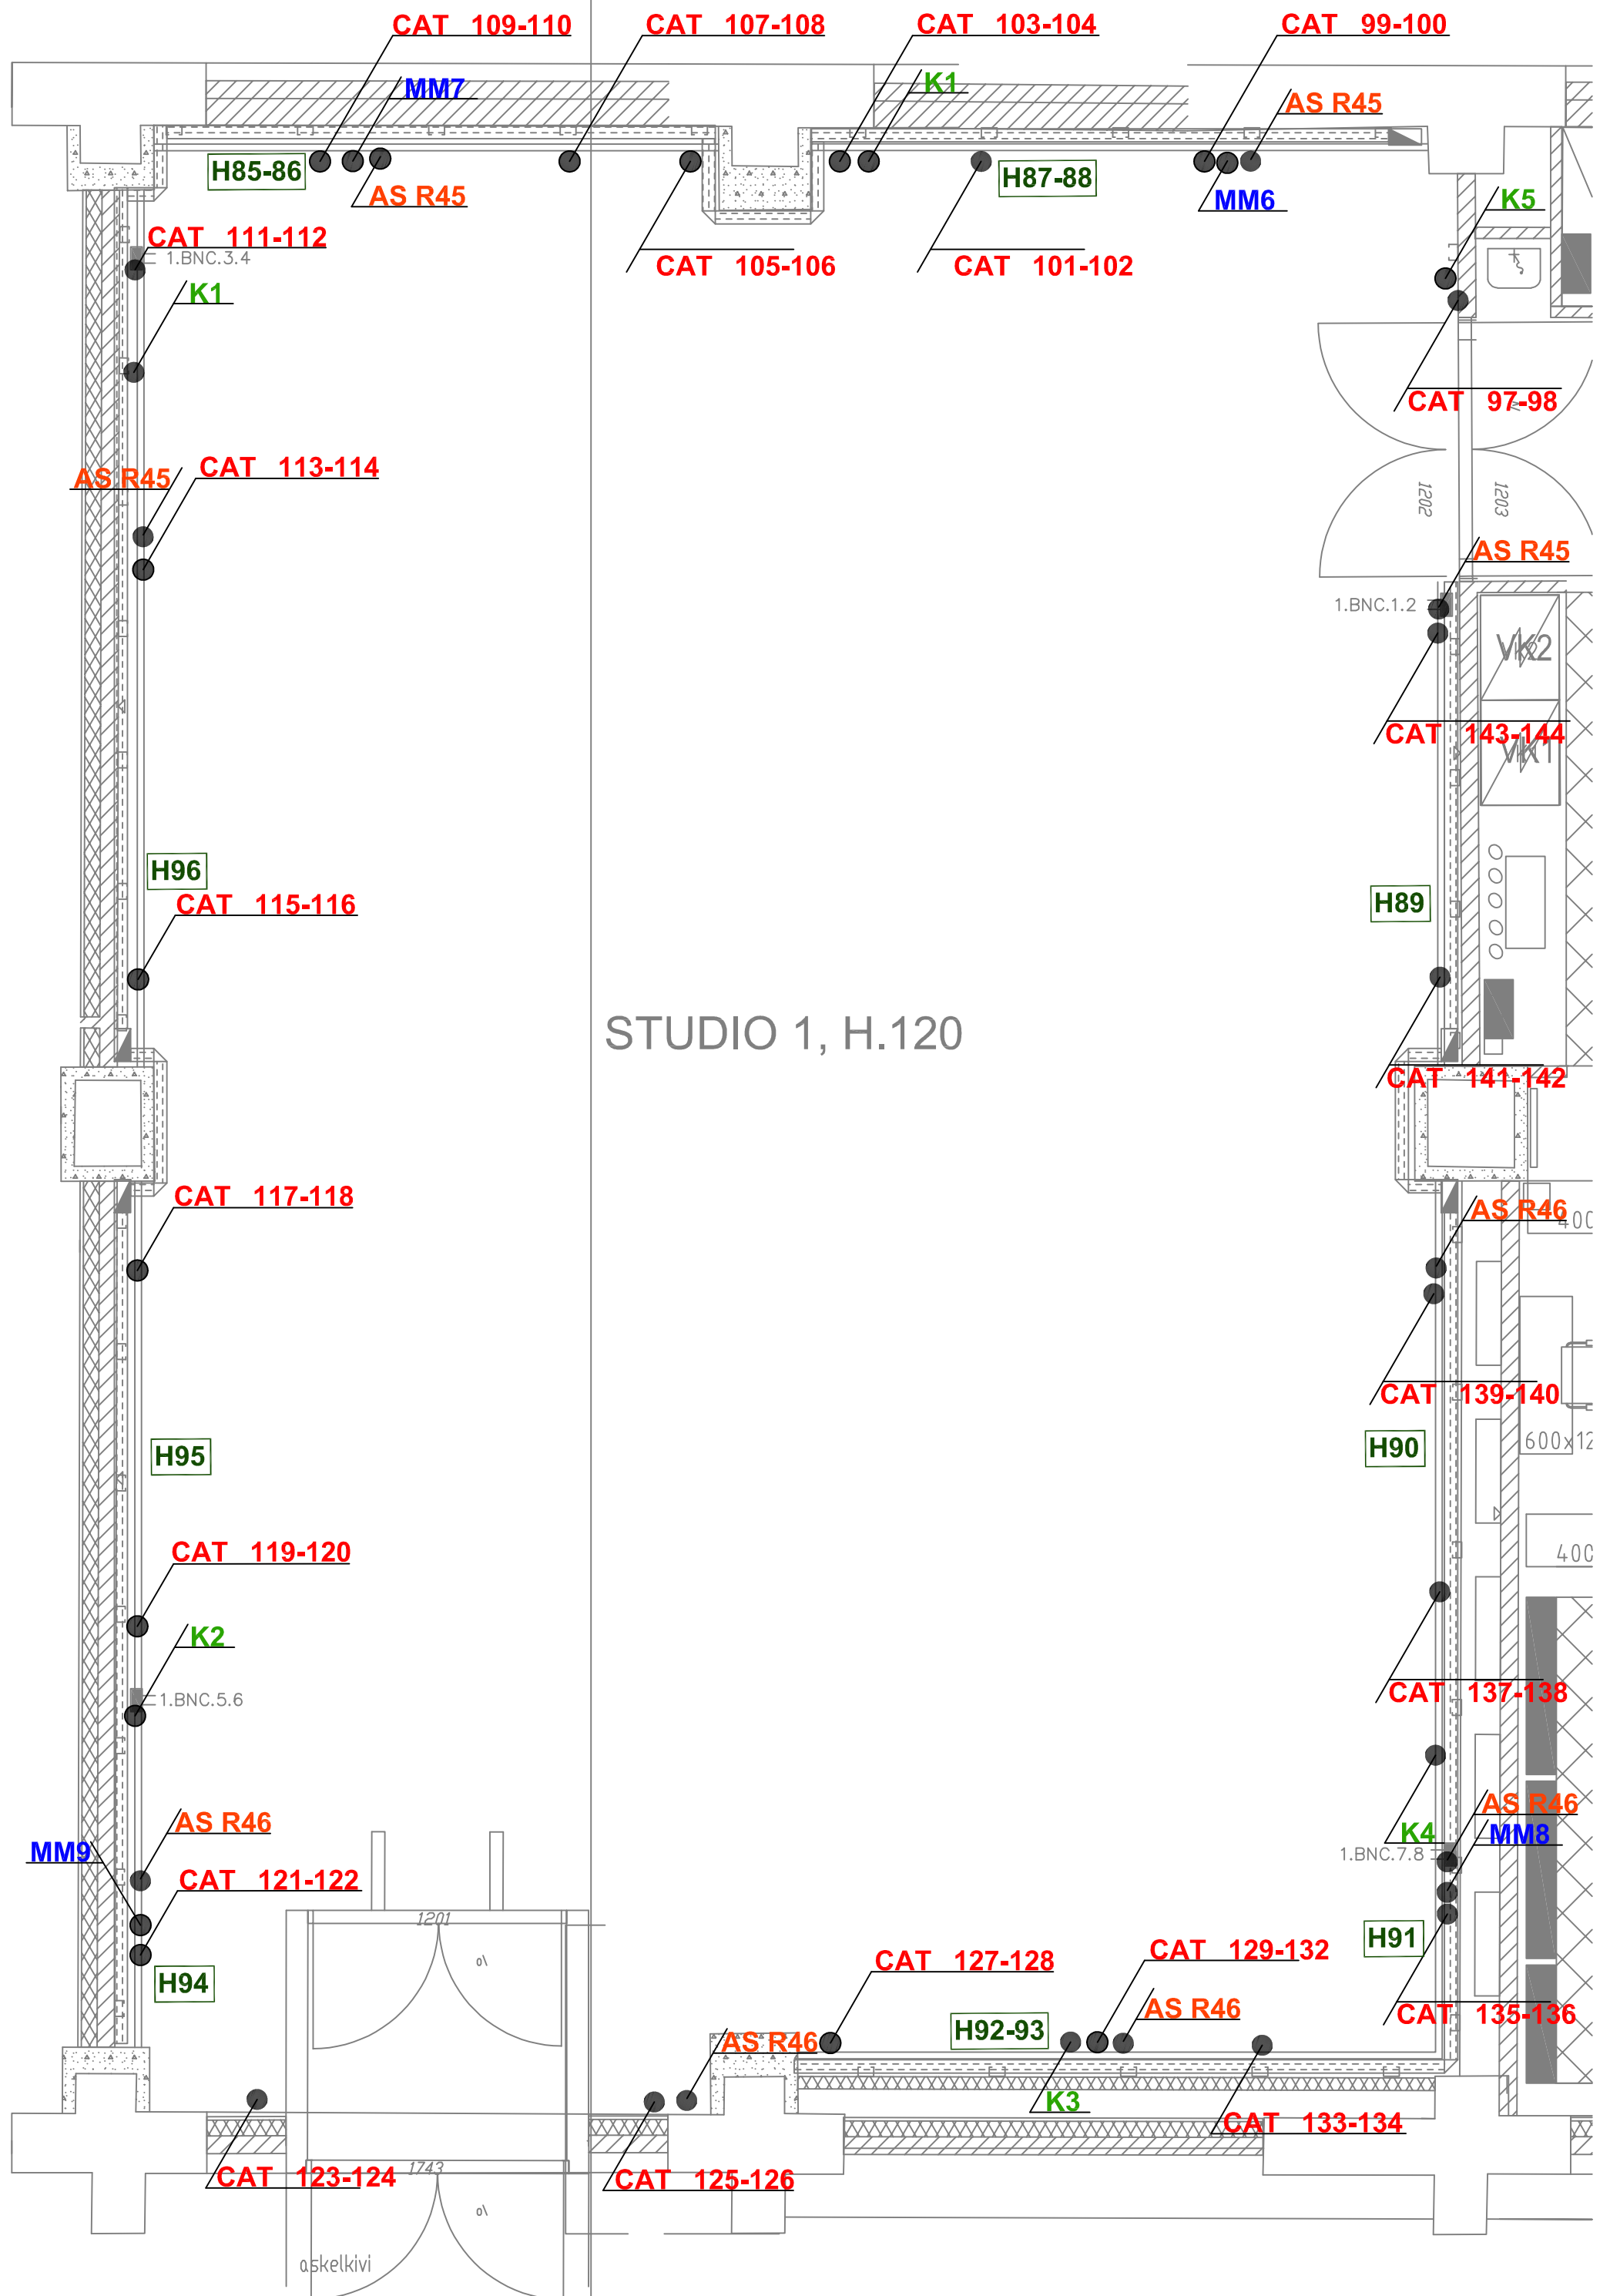 CAT 109-110
CAT 107-108
CAT 103-104
CAT 99-100
MM7
K1
AS R45
H85-86
AS R45
H87-88
MM6
K5
CAT 111-112
1.BNC.3.4
CAT 105-106
CAT 101-102
K1
CAT 97-98
AS R45
CAT 113-114
1202
1203
AS R45
1.BNC.1.2
VK2
CAT 143-144
VK1
H96
H89
CAT 115-116
STUDIO 1, H.120
CAT 141-142
CAT 117-118
AS R46
400
CAT 139-140
H95
H90
600x12
CAT 119-120
400
K2
1.BNC.5.6
CAT 137-138
AS R46
AS R46
MM9
K4
MM8
1.BNC.7.8
CAT 121-122
1201
H91
CAT 127-128
CAT 129-132
H94
AS R46
CAT 135-136
H92-93
AS R46
K3
CAT 133-134
1743
CAT 123-124
CAT 125-126
askelkivi